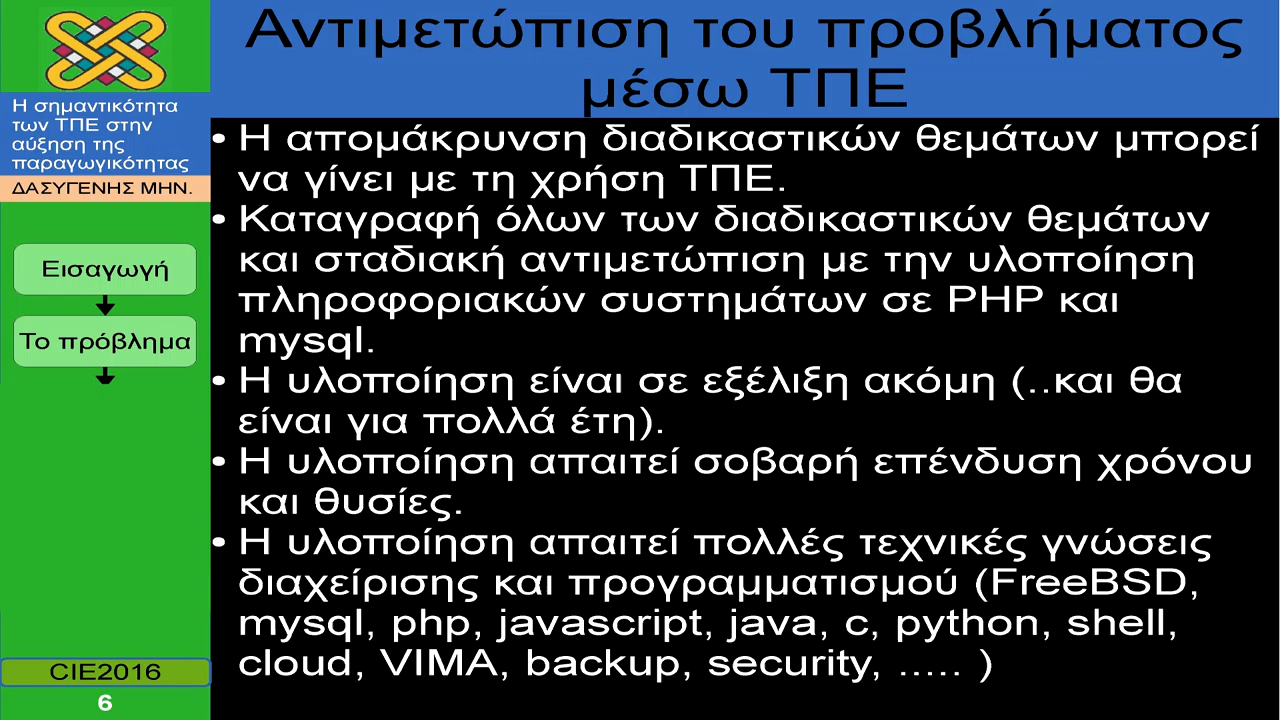 Αντιμετώπιση του προβλήματος
μέσω ΤΠΕ
Η σημαντικότητα
των ΤΠΕ στην
αύξηση της
παραγωγικότητας
ΔΑΣΥΓΕΝΗΣ ΜΗΝ.
Εισαγωγή
Το πρόβλημα
• Η απομάκρυνση διαδικαστικών θεμάτων μπορεί
να γίνει με τη χρήση ΤΠΕ.
• Καταγραφή όλων των διαδικαστικών θεμάτων
και σταδιακή αντιμετώπιση με την υλοποίηση
πληροφοριακών συστημάτων σε PHP και
mysql.
• Η υλοποίηση είναι σε εξέλιξη ακόμη (..και θα
είναι για πολλά έτη).
• Η υλοποίηση απαιτεί σοβαρή επένδυση χρόνου
και θυσίες.
• Η υλοποίηση απαιτεί πολλές τεχνικές γνώσεις
διαχείρισης και προγραμματισμού (FreeBSD,
mysql, php, javascript, java, c, python, shell,
cloud, VIMA, backup, security, ..... )
CIE2016
6